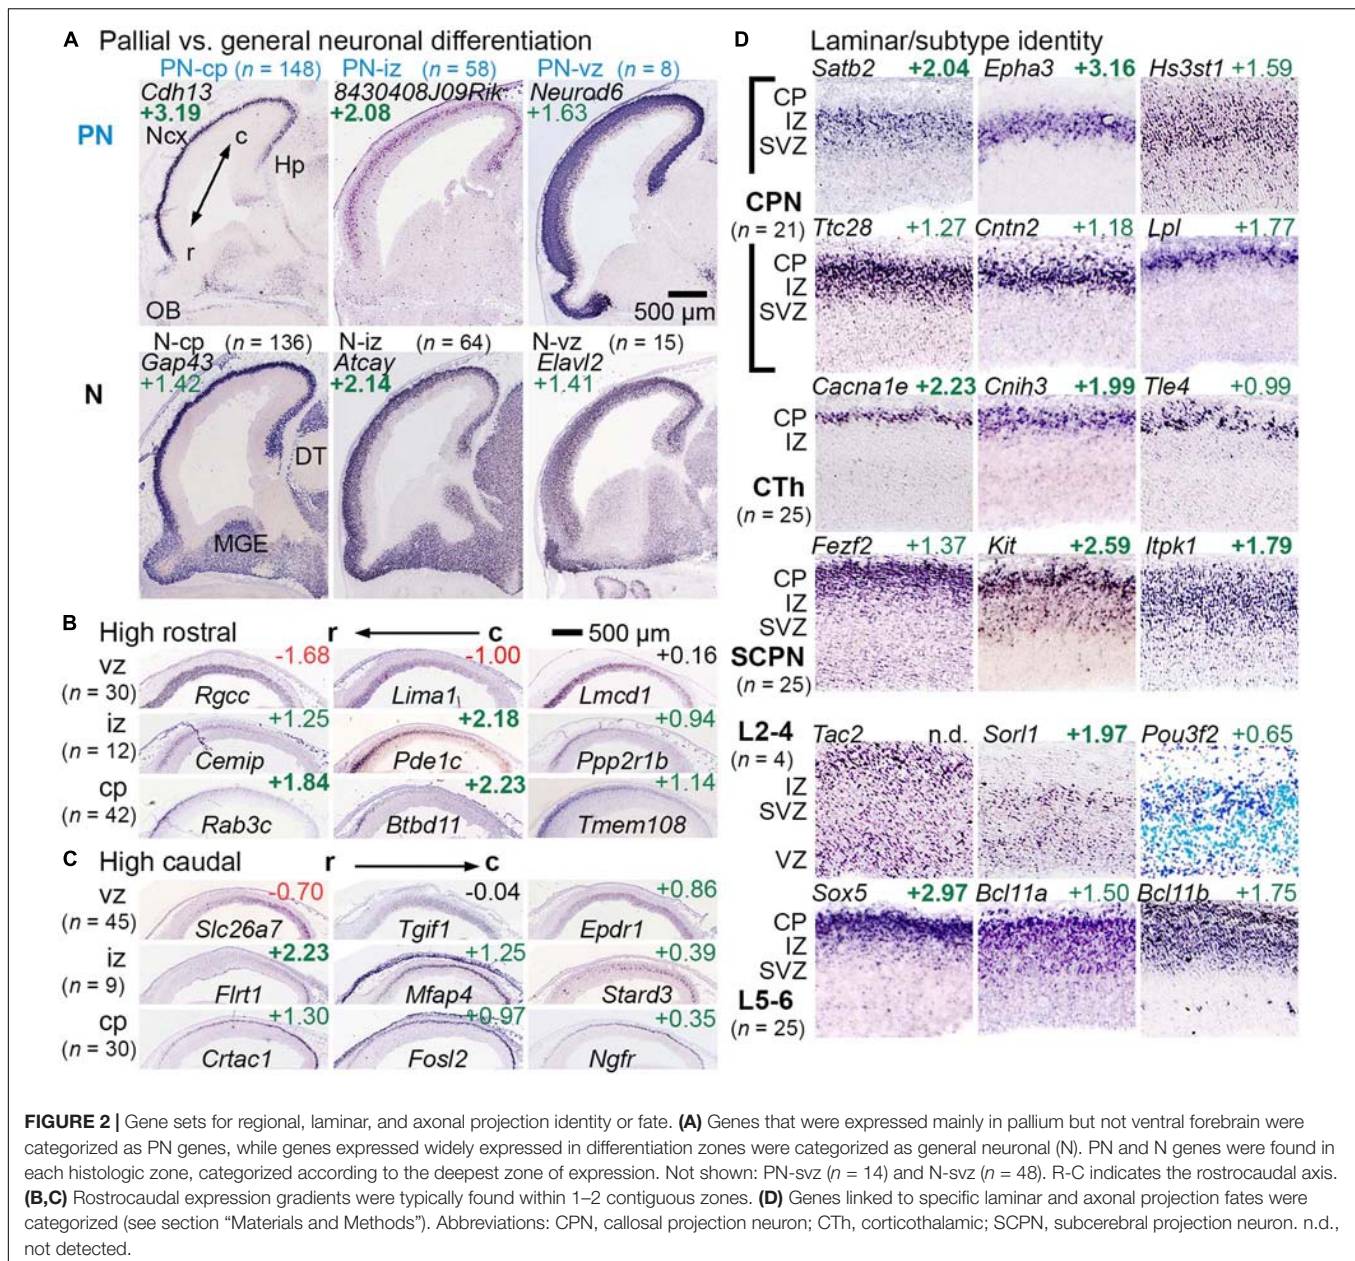 A Pallial vs. general neuronal differentiation
PN-cp (n = 148) PN-iz (n = 58) PN-vz (n = 8)
Cdh13 8430408J09Rik Neurod6
+3.19 +2.08 +1.63
PN
Ncx c
Hp
r
OB 500 µm
N-cp (n = 136) N-iz (n = 64) N-vz (n = 15)
Gap43 Atcay Elavl2
+1.42 +2.14 +1.41
N
DT
MGE
B High rostral r c 500 µm
vz -1.68 -1.00 +0.16
(n = 30) Rgcc Lima1 Lmcd1
iz +1.25 +2.18 +0.94
(n = 12) Cemip Pde1c Ppp2r1b
cp +1.84 +2.23 +1.14
(n = 42) Rab3c Btbd11 Tmem108
C High caudal r c
vz -0.70 -0.04 +0.86
(n = 45) Slc26a7 Tgif1 Epdr1
iz +2.23 +1.25 +0.39
(n = 9) Flrt1 Mfap4 Stard3
cp +1.30 +0.97 +0.35
(n = 30) Crtac1 Fosl2 Ngfr
D Laminar/subtype identity
Satb2 +2.04 Epha3 +3.16 Hs3st1 +1.59
CP
IZ
SVZ
CPN
(n = 21) Ttc28 +1.27 Cntn2 +1.18 Lpl +1.77
CP
IZ
SVZ
Cacna1e +2.23 Cnih3 +1.99 Tle4 +0.99
CP
IZ
CTh
(n = 25)
Fezf2 +1.37 Kit +2.59 Itpk1 +1.79
CP
IZ
SVZ
SCPN
(n = 25)
L2-4 Tac2 n.d. Sorl1 +1.97 Pou3f2 +0.65
(n = 4)
IZ
SVZ
VZ
Sox5 +2.97 Bcl11a +1.50 Bcl11b +1.75
CP
IZ
SVZ
L5-6
(n = 25)
FIGURE 2 | Gene sets for regional, laminar, and axonal projection identity or fate. (A) Genes that were expressed mainly in pallium but not ventral forebrain were
categorized as PN genes, while genes expressed widely expressed in differentiation zones were categorized as general neuronal (N). PN and N genes were found in
each histologic zone, categorized according to the deepest zone of expression. Not shown: PN-svz (n = 14) and N-svz (n = 48). R-C indicates the rostrocaudal axis.
(B,C) Rostrocaudal expression gradients were typically found within 1–2 contiguous zones. (D) Genes linked to specific laminar and axonal projection fates were
categorized (see section “Materials and Methods”). Abbreviations: CPN, callosal projection neuron; CTh, corticothalamic; SCPN, subcerebral projection neuron. n.d.,
not detected.